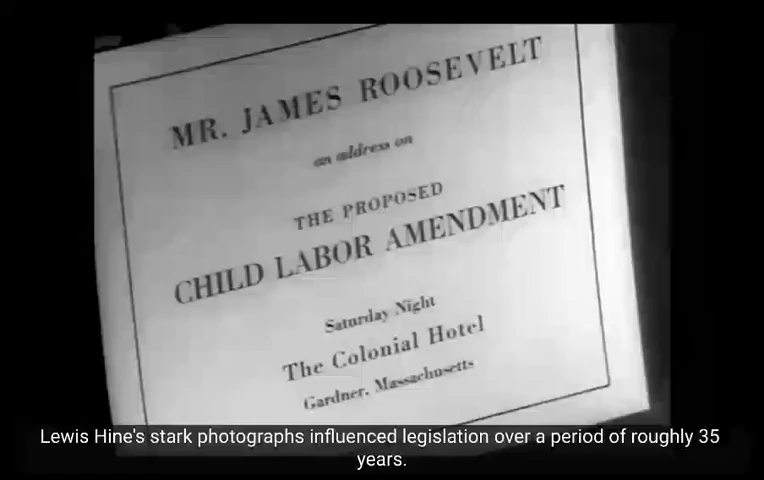 MR. JAMES ROOSEVELT
an address on
THE PROPOSED
CHILD LABOR AMENDMENT
Saturday Night
The Colonial Hotel
Gardner, Massachusetts
Lewis Hine's stark photographs influenced legislation over a period of roughly 35
years.